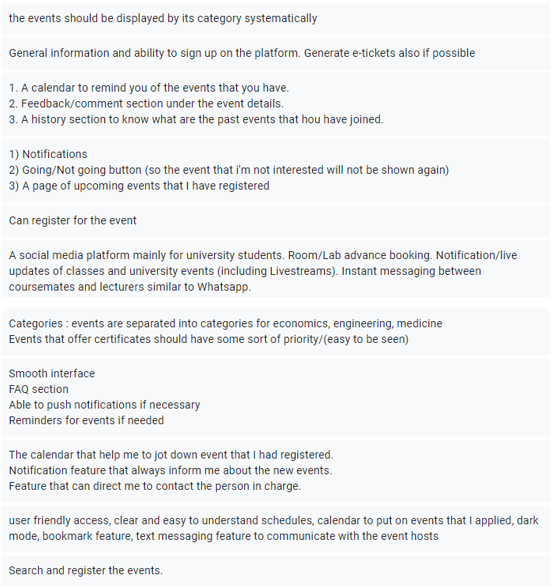 the events should be displayed by its category systematically
General information and ability to sign up on the platform. Generate e-tickets also if possible
1. A calendar to remind you of the events that you have.
2. Feedback/comment section under the event details.
3. A history section to know what are the past events that hou have joined.
1) Notifications
2) Going/Not going button (so the event that i'm not interested will not be shown again)
3) A page of upcoming events that I have registered
Can register for the event
A social media platform mainly for university students. Room/Lab advance booking. Notification/live
updates of classes and university events (including Livestreams). Instant messaging between
coursemates and lecturers similar to Whatsapp.
Categories : events are separated into categories for economics, engineering, medicine
Events that offer certificates should have some sort of priority/(easy to be seen)
Smooth interface
FAQ section
Able to push notifications if necessary
Reminders for events if needed
The calendar that help me to jot down event that I had registered.
Notification feature that always inform me about the new events.
Feature that can direct me to contact the person in charge.
user friendly access, clear and easy to understand schedules, calendar to put on events that I applied, dark
mode, bookmark feature, text messaging feature to communicate with the event hosts
Search and register the events.